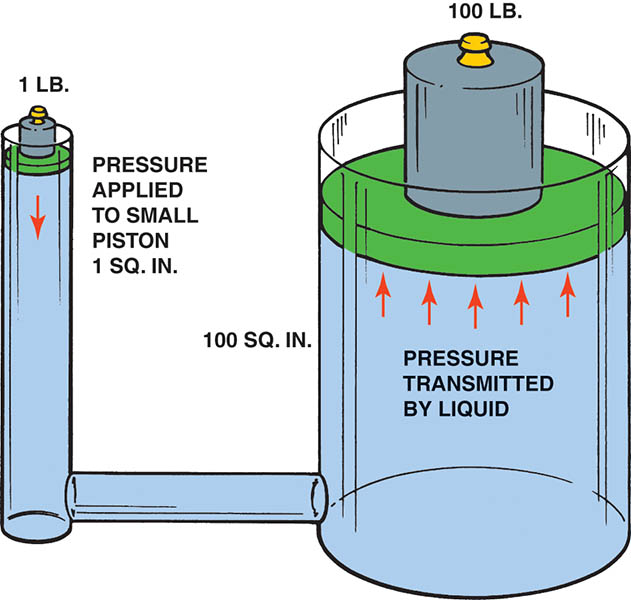 100 LB.
1 LB.
PRESSURE
APPLIED
TO SMALL
PISTON
1 SQ. IN.
100 SQ. IN.
PRESSURE
TRANSMITTED
BY LIQUID